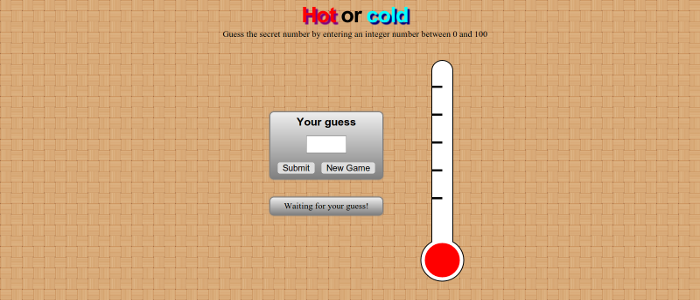 Hot or cold
Guess the secret number by entering an integer number between 0 and 100
Your guess
Submit New Game
Waiting for your guess!